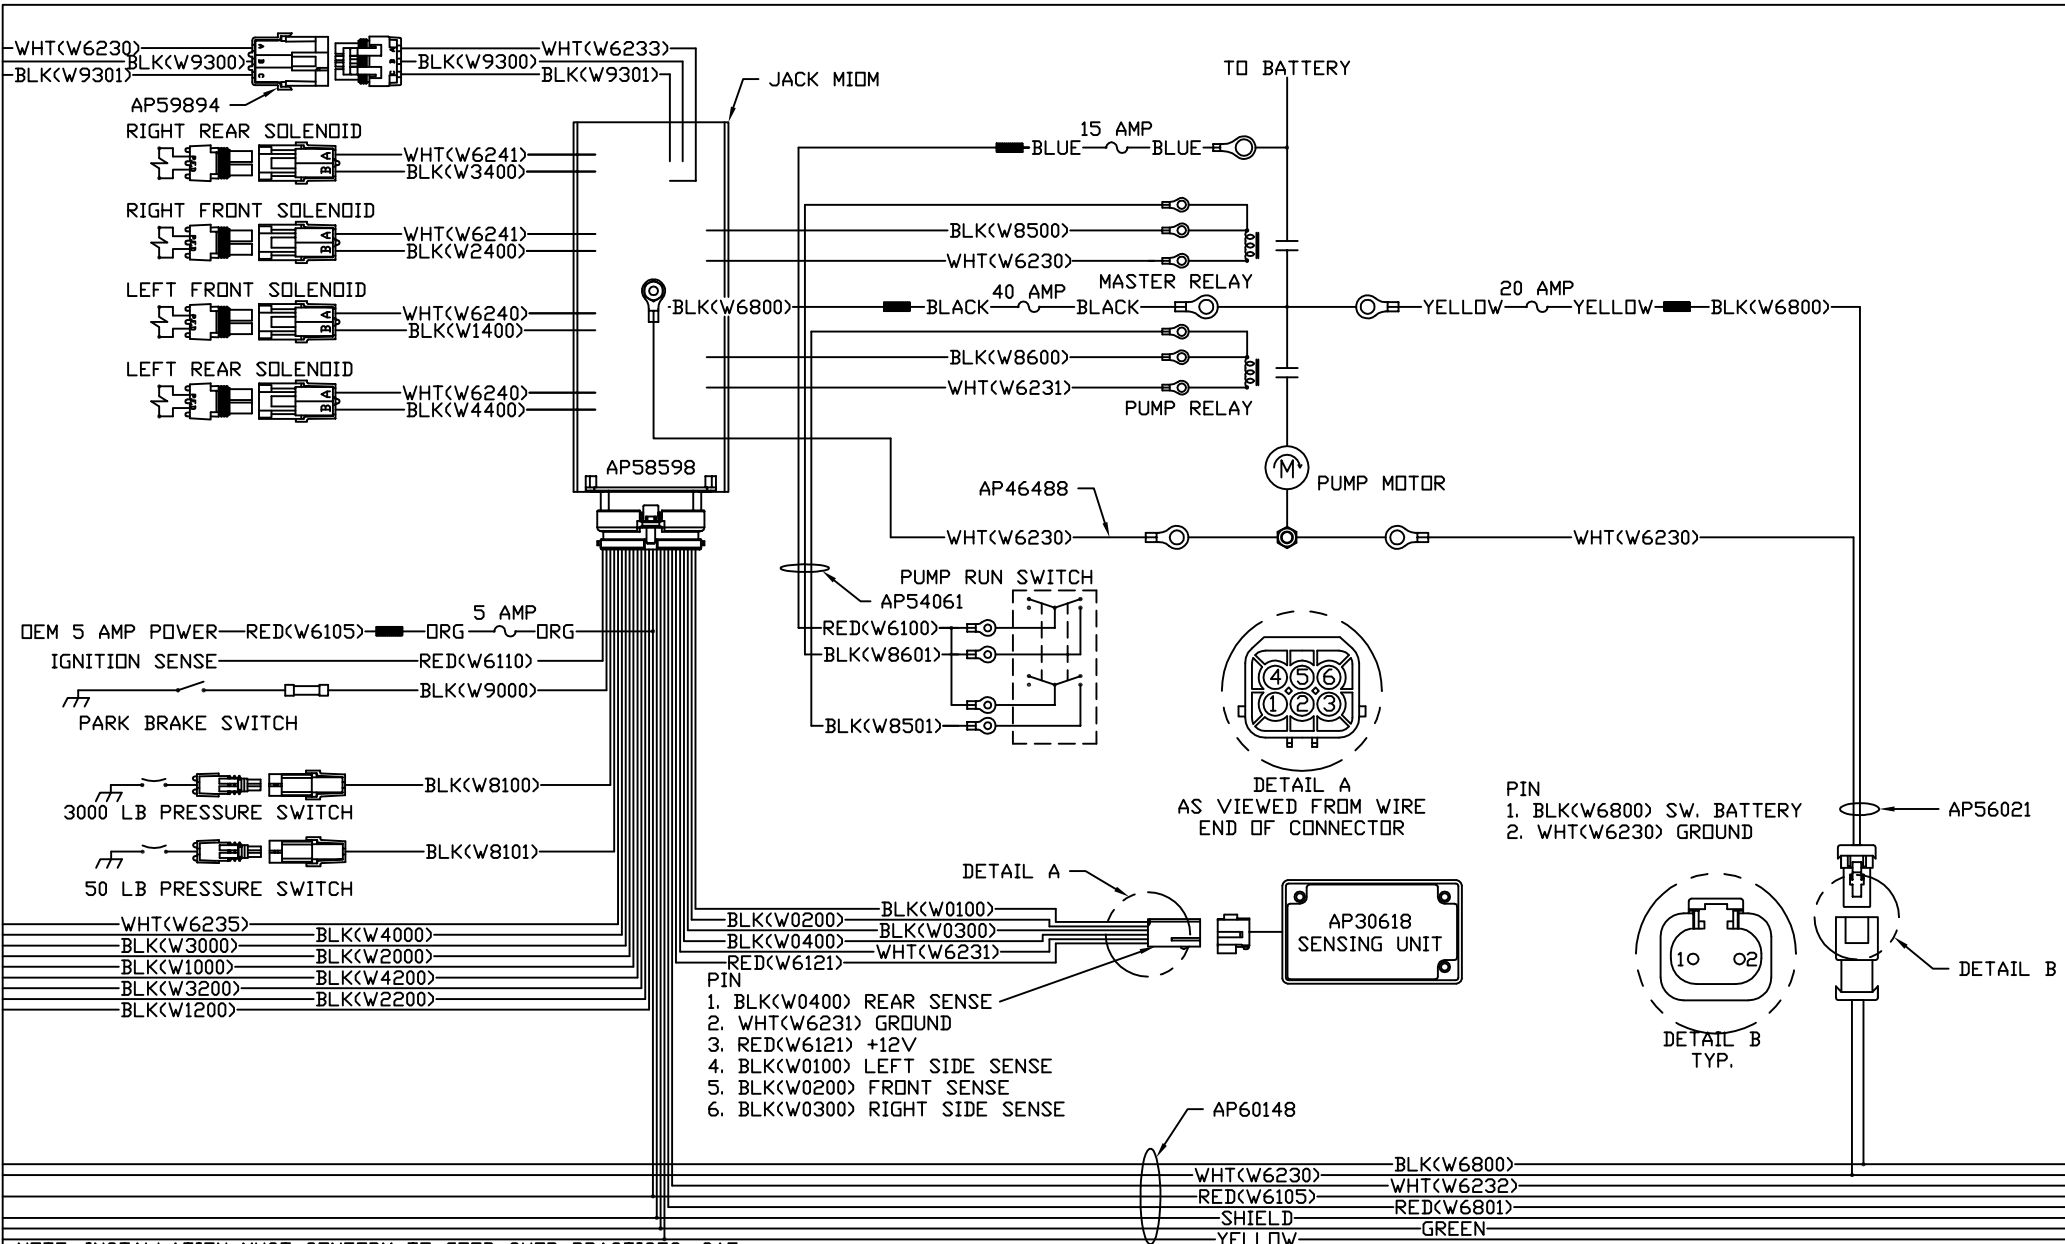 WHT(W6230)
BLK(W9300)
BLK(W9301)
WHT(W6233)
BLK(W9300)
BLK(W9301)
AP59894
JACK MIOM
TO BATTERY
RIGHT REAR SOLENOID
WHT(W6241)
BLK(W3400)
A
B
RIGHT FRONT SOLENOID
WHT(W6241)
BLK(W2400)
A
B
LEFT FRONT SOLENOID
WHT(W6240)
BLK(W1400)
A
B
LEFT REAR SOLENOID
WHT(W6240)
BLK(W4400)
A
B
AP58598
15 AMP
BLUE
BLUE
BLK(W8500)
WHT(W6230)
MASTER RELAY
BLK(W6800)
40 AMP
BLACK
BLACK
20 AMP
YELLOW
YELLOW
BLK(W6800)
BLK(W8600)
WHT(W6231)
PUMP RELAY
M
PUMP MOTOR
AP46488
WHT(W6230)
WHT(W6230)
PUMP RUN SWITCH
AP54061
RED(W6100)
BLK(W8601)
BLK(W8501)
OEM 5 AMP POWER
RED(W6105)
ORG
5 AMP
ORG
IGNITION SENSE
RED(W6110)
BLK(W9000)
PARK BRAKE SWITCH
BLK(W8100)
3000 LB PRESSURE SWITCH
BLK(W8101)
50 LB PRESSURE SWITCH
4 5 6
1 2 3
DETAIL A
AS VIEWED FROM WIRE
END OF CONNECTOR
PIN
1. BLK(W6800) SW. BATTERY
2. WHT(W6230) GROUND
AP56021
WHT(W6235)
BLK(W4000)
BLK(W3000)
BLK(W2000)
BLK(W1000)
BLK(W4200)
BLK(W3200)
BLK(W2200)
BLK(W1200)
DETAIL A
BLK(W0100)
BLK(W0200)
BLK(W0300)
BLK(W0400)
WHT(W6231)
RED(W6121)
AP30618
SENSING UNIT
PIN
1. BLK(W0400) REAR SENSE
2. WHT(W6231) GROUND
3. RED(W6121) +12V
4. BLK(W0100) LEFT SIDE SENSE
5. BLK(W0200) FRONT SENSE
6. BLK(W0300) RIGHT SIDE SENSE
1 2
DETAIL B
TYP.
DETAIL B
AP60148
BLK(W6800)
WHT(W6230)
WHT(W6232)
RED(W6105)
RED(W6801)
SHIELD
GREEN
YELLOW